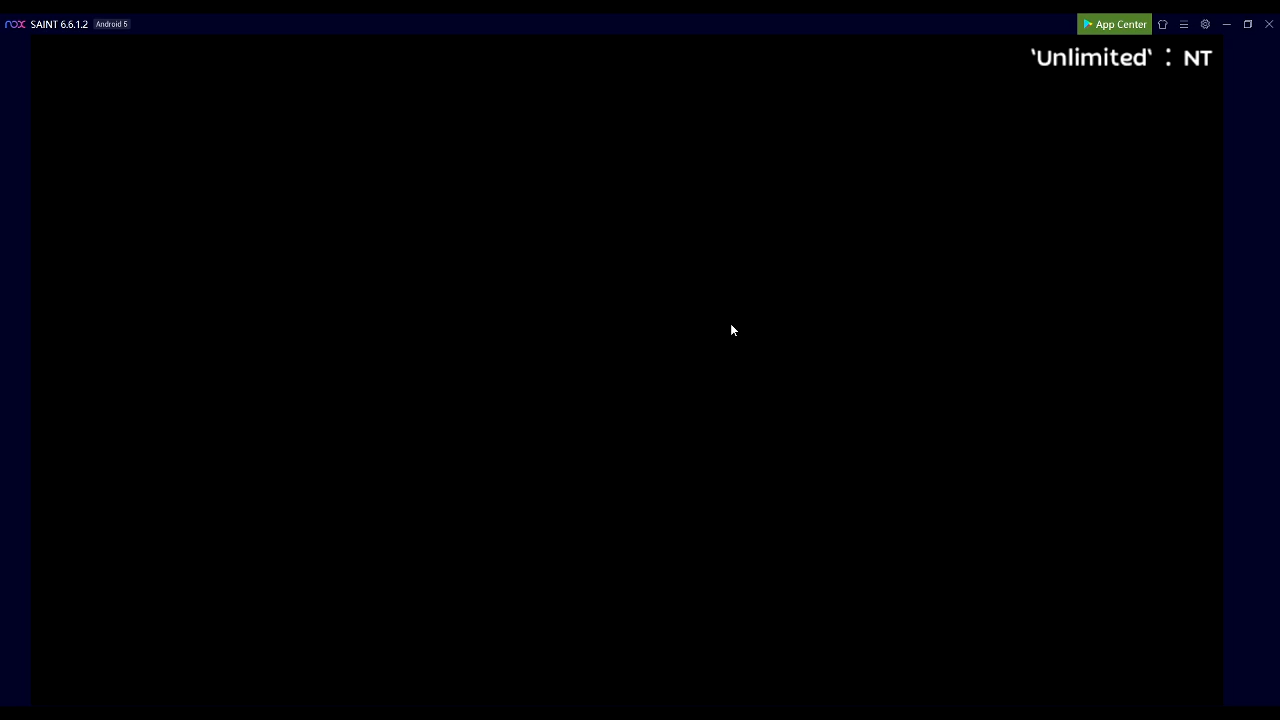 nox SAINT 6.6.1.2 Android 5 App Center
‵Unlimited‵ : NT